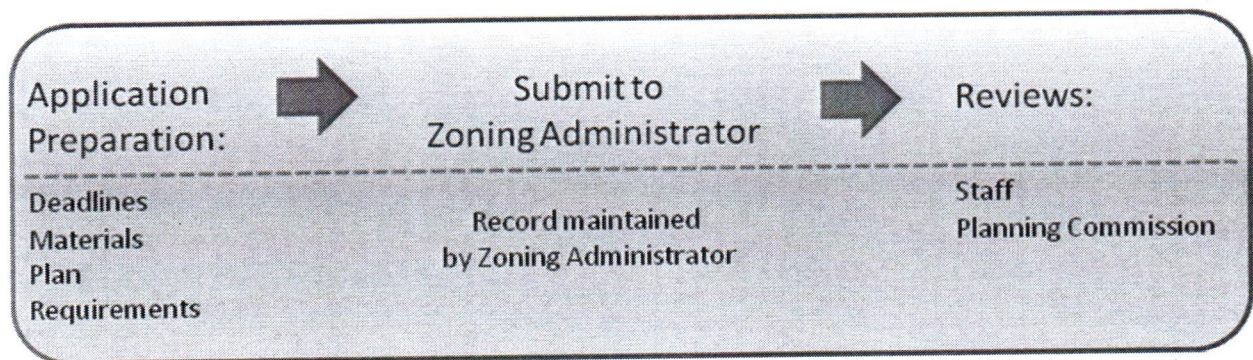 Application
Preparation:
Submit to
Zoning Administrator
Reviews:
Deadlines
Materials
Plan
Requirements
Record maintained
by Zoning Administrator
Staff
Planning Commission